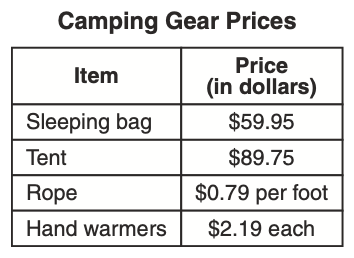 Camping Gear Prices
Item
Price
(in dollars)
Sleeping bag $59.95
Tent $89.75
Rope $0.79 per foot
Hand warmers $2.19 each